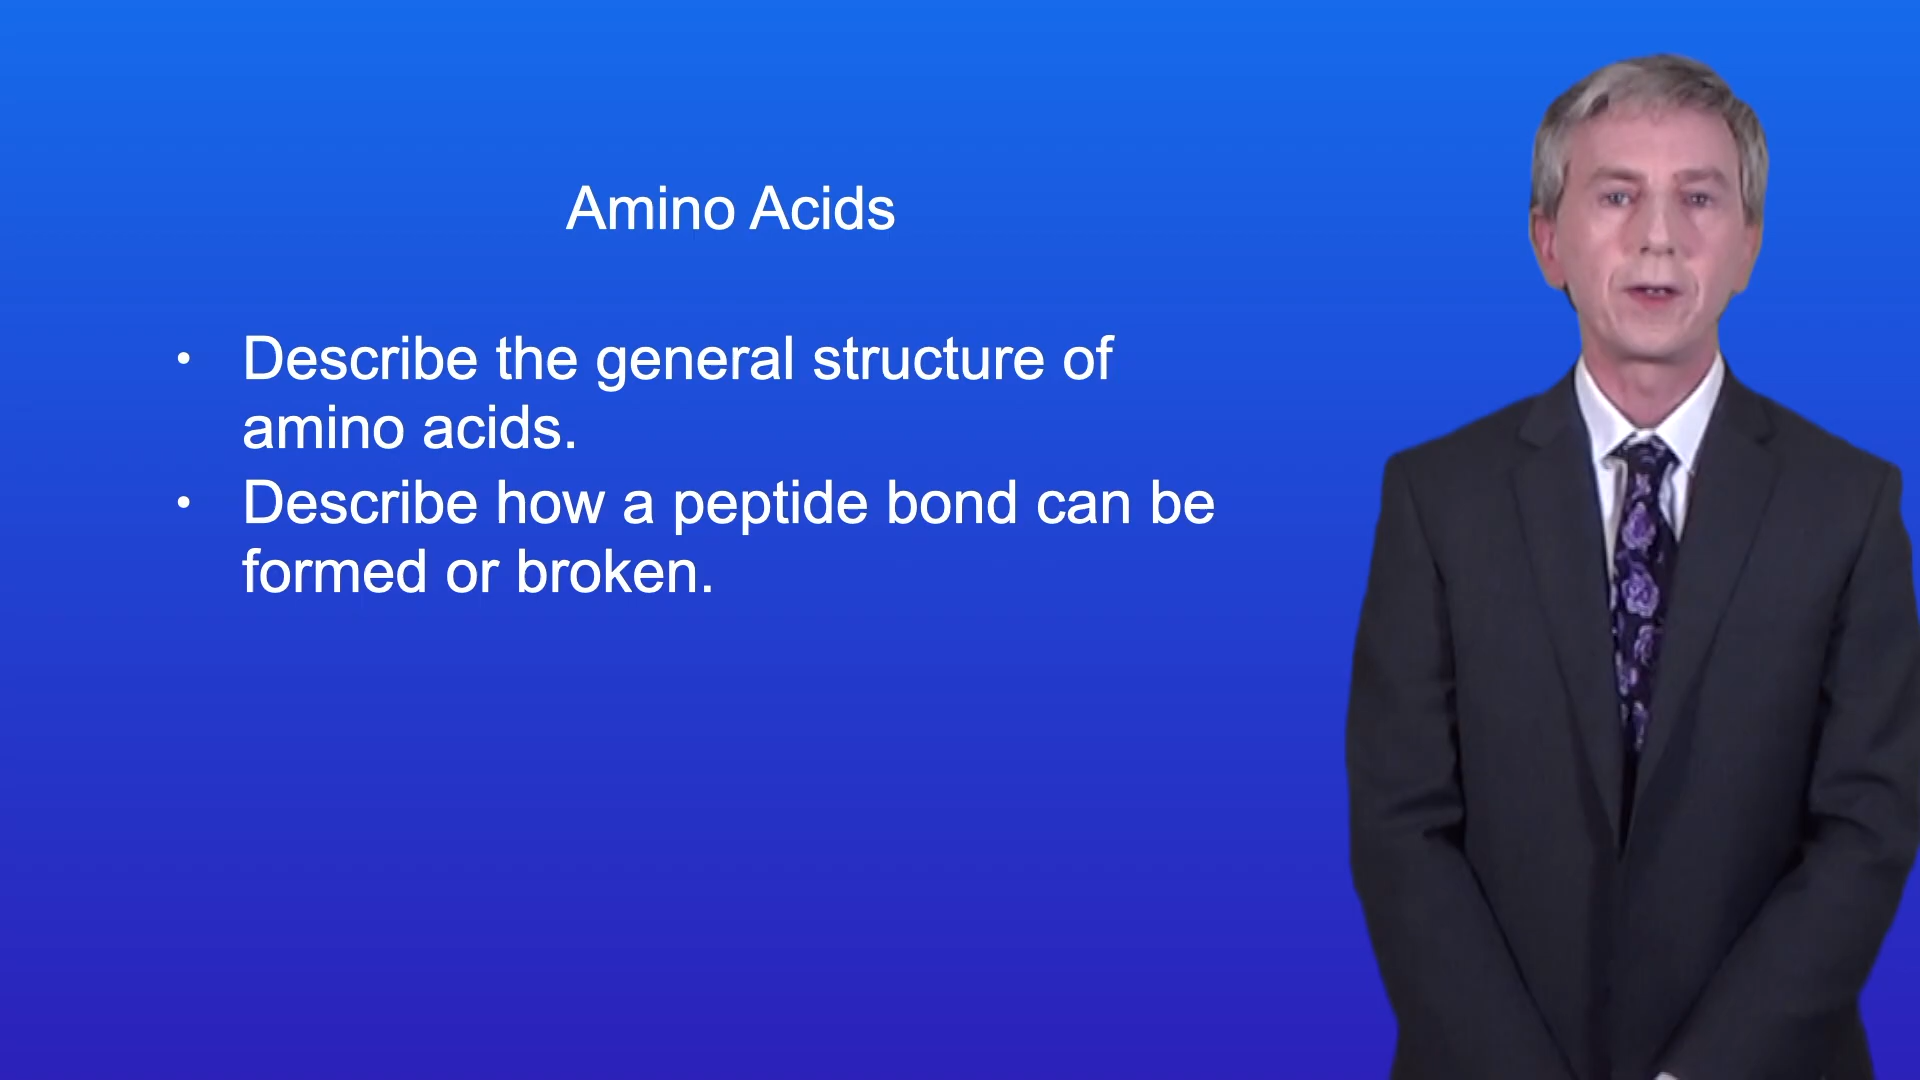 Amino Acids
• Describe the general structure of
amino acids.
• Describe how a peptide bond can be
formed or broken.